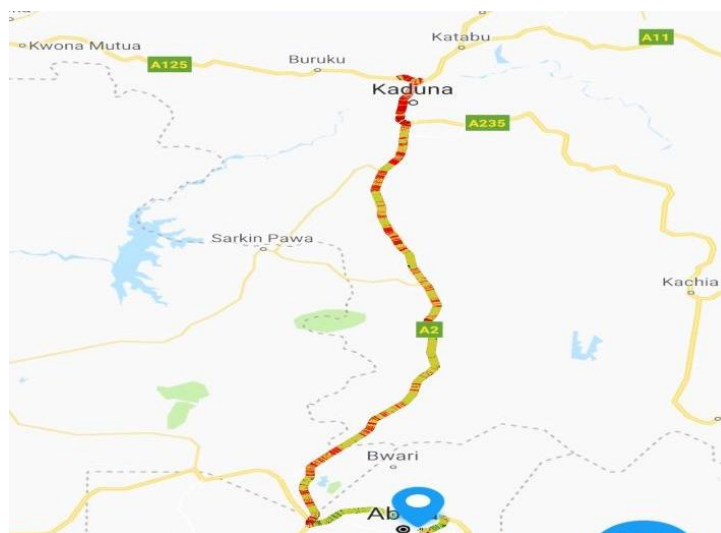 Kwona Mutua
A125
Buruku
Katabu
A11
Kaduna
A235
Sarkin Pawa
Kachia
A2
Bwari